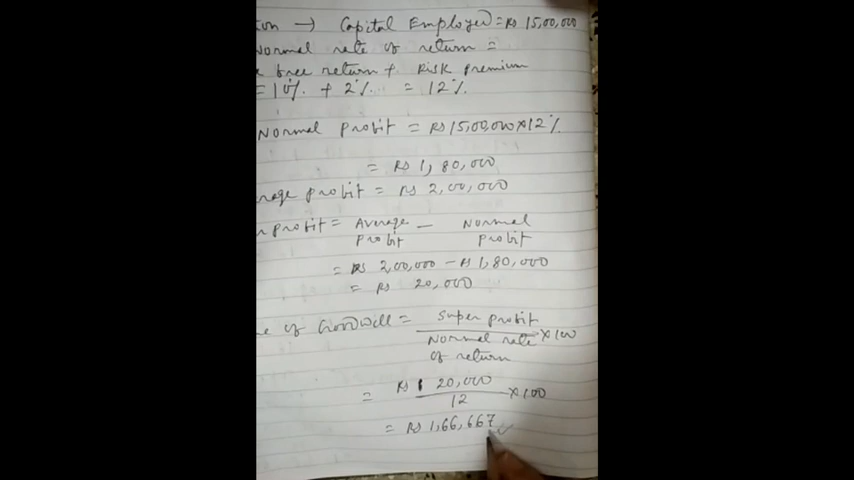 ion → Capital Employed = Rs 15,00,000
Normal rate of return =
k free return + Risk premium
= 10% + 2% = 12%
Normal profit = Rs 15,00,000 × 12%
= Rs 1,80,000
erage profit = Rs 2,00,000
r profit = Average Profit − Normal profit
= Rs 2,00,000 − Rs 1,80,000
= Rs 20,000
ue of Goodwill = Super profit
Normal rate of return × 100
= Rs 20,000
12 × 100
= Rs 1,66,667